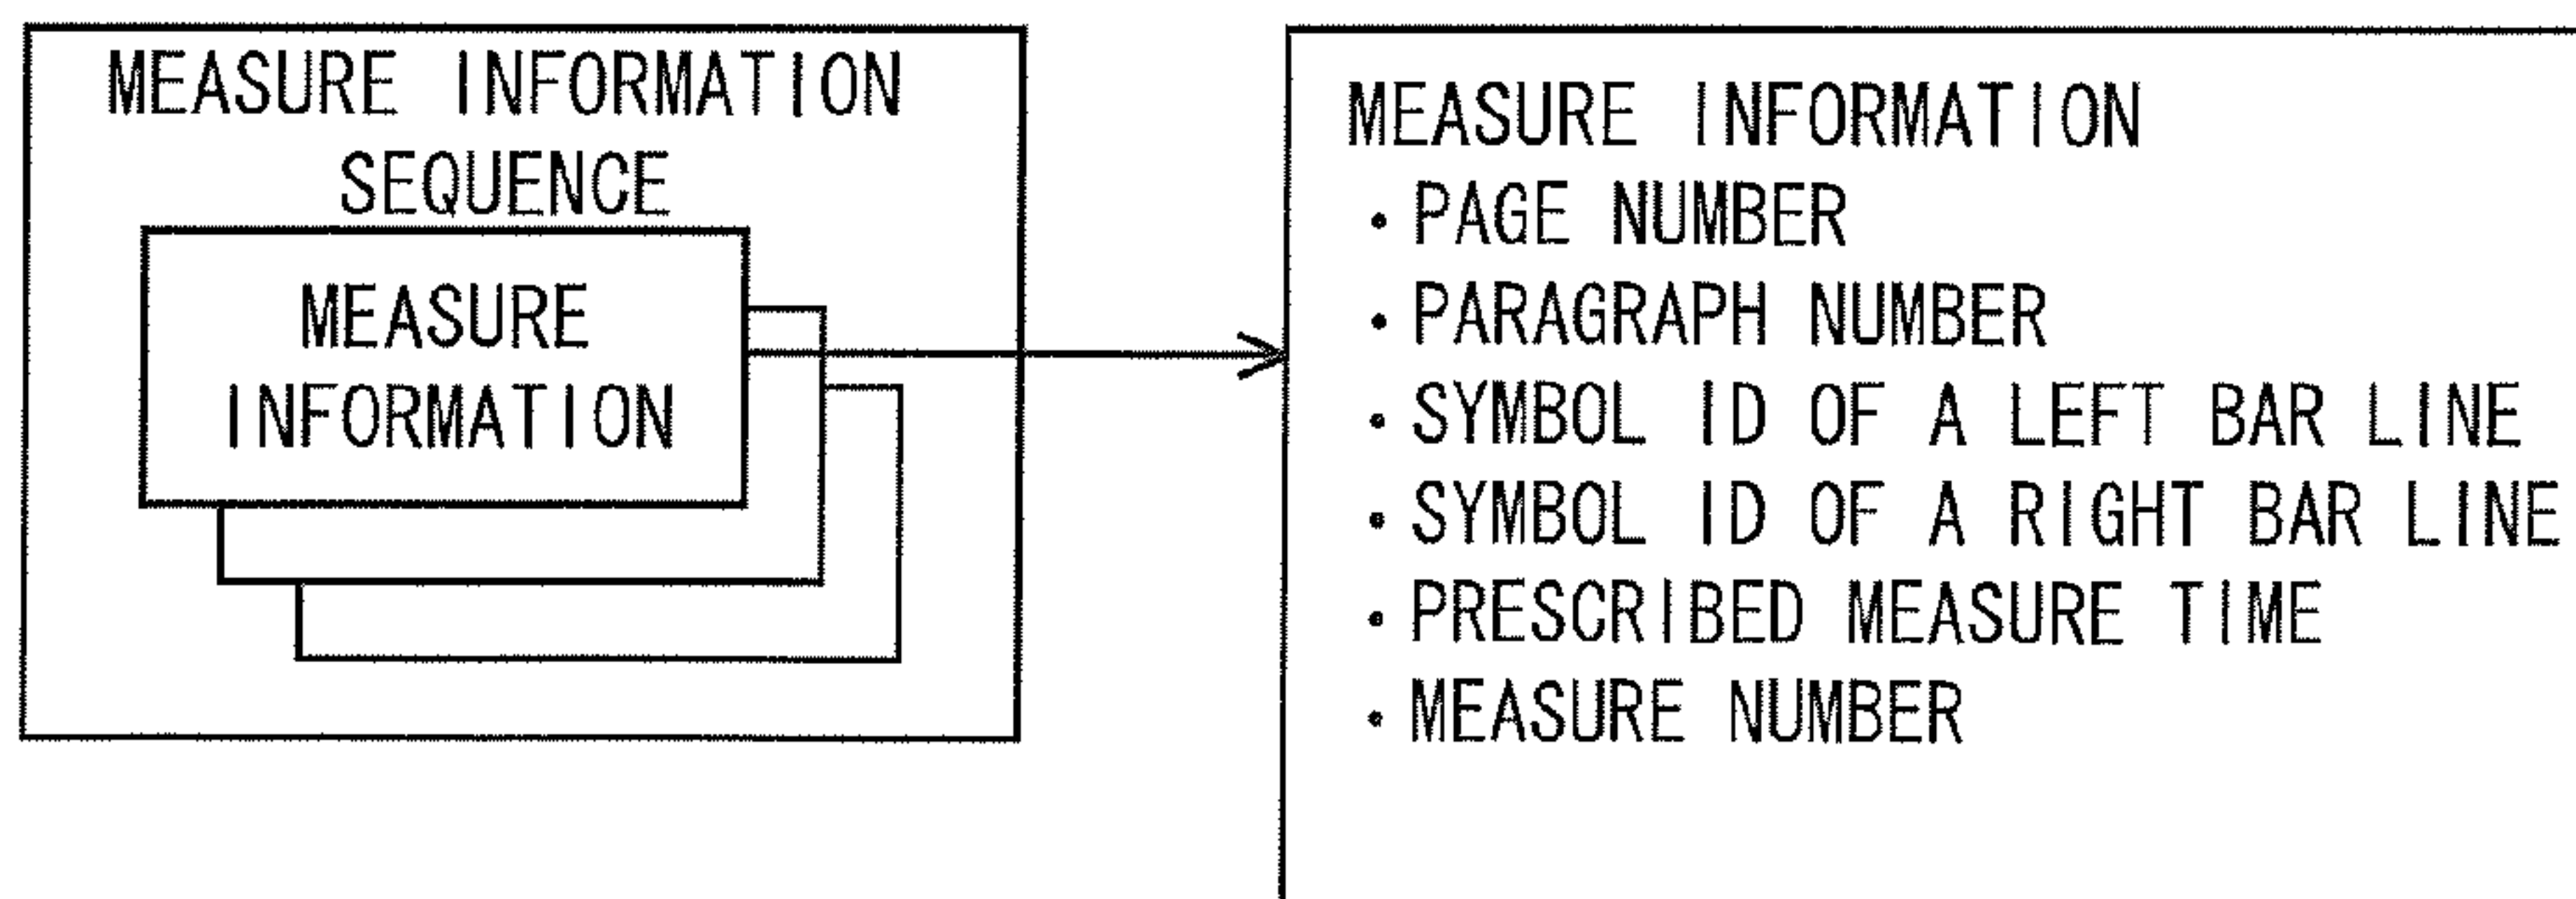 MEASURE INFORMATION
SEQUENCE
MEASURE
INFORMATION
MEASURE INFORMATION
・PAGE NUMBER
・PARAGRAPH NUMBER
・SYMBOL ID OF A LEFT BAR LINE
・SYMBOL ID OF A RIGHT BAR LINE
・PRESCRIBED MEASURE TIME
・MEASURE NUMBER